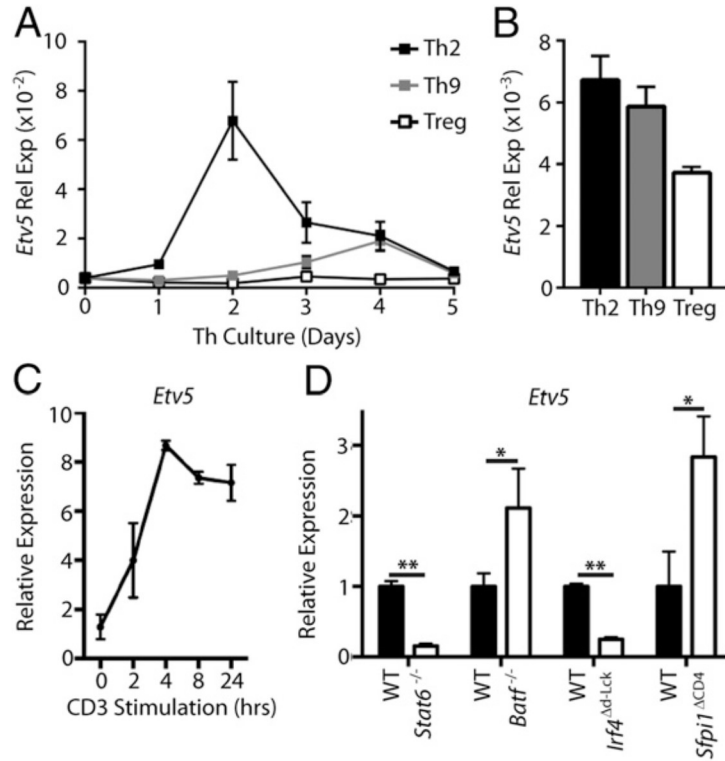 A
Etv5 Rel Exp (x10-2)
10
8
6
4
2
0
0 1 2 3 4 5
Th Culture (Days)
Th2
Th9
Treg
B
Etv5 Rel Exp (x10-3)
8
6
4
2
0
Th2 Th9 Treg
C
Etv5
Relative Expression
10
8
6
4
2
0
0 2 4 8 24
CD3 Stimulation (hrs)
D
Etv5
Relative Expression
3
2
1
0
**
*
**
*
WT
Stat6 -/-
WT
Batf -/-
WT
Irf4 Δd-Lck
WT
Sfpi1 ΔCD4